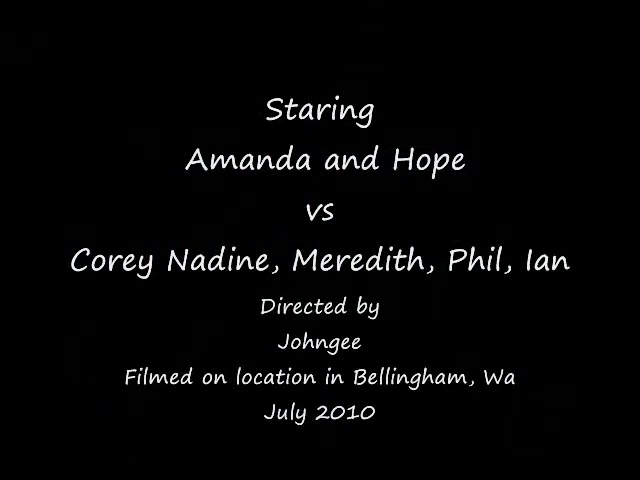 Staring
Amanda and Hope
vs
Corey Nadine, Meredith, Phil, Ian
Directed by
Johngee
Filmed on location in Bellingham, Wa
July 2010